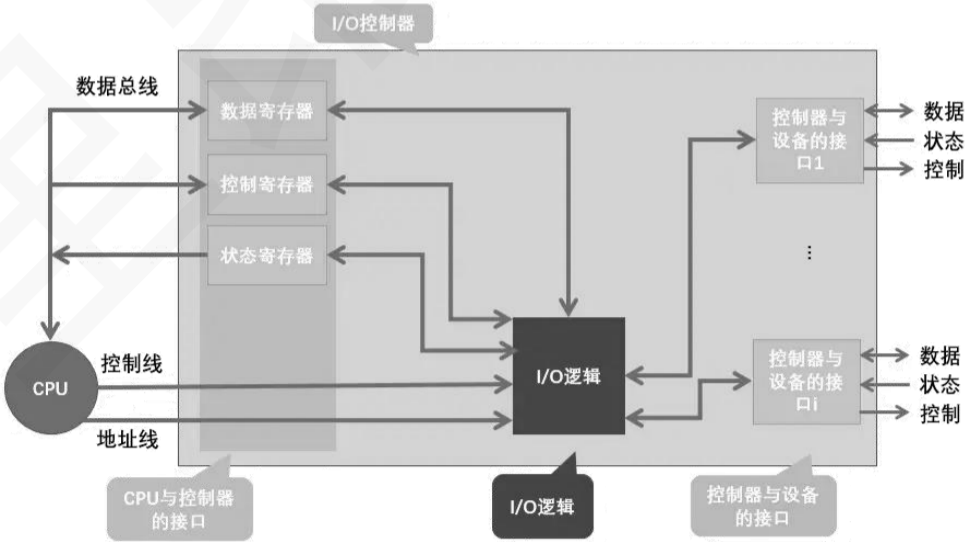 I/O控制器
数据总线
数据寄存器
控制寄存器
状态寄存器
控制器与
设备的接
口1
数据
状态
控制
...
CPU
控制线
地址线
I/O逻辑
控制器与
设备的接
口i
数据
状态
控制
CPU与控制器
的接口
I/O逻辑
控制器与设备
的接口